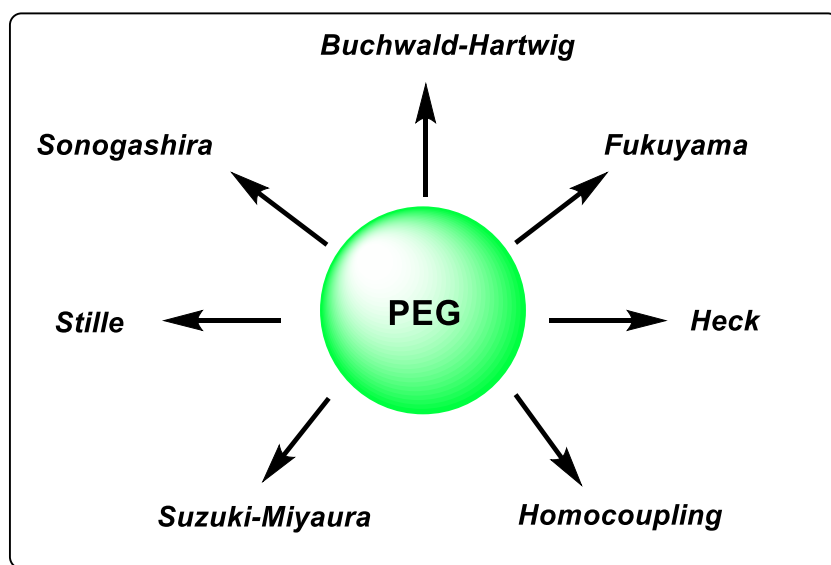 Buchwald-Hartwig
Sonogashira
Fukuyama
PEG
Stille
Heck
Suzuki-Miyaura
Homocoupling